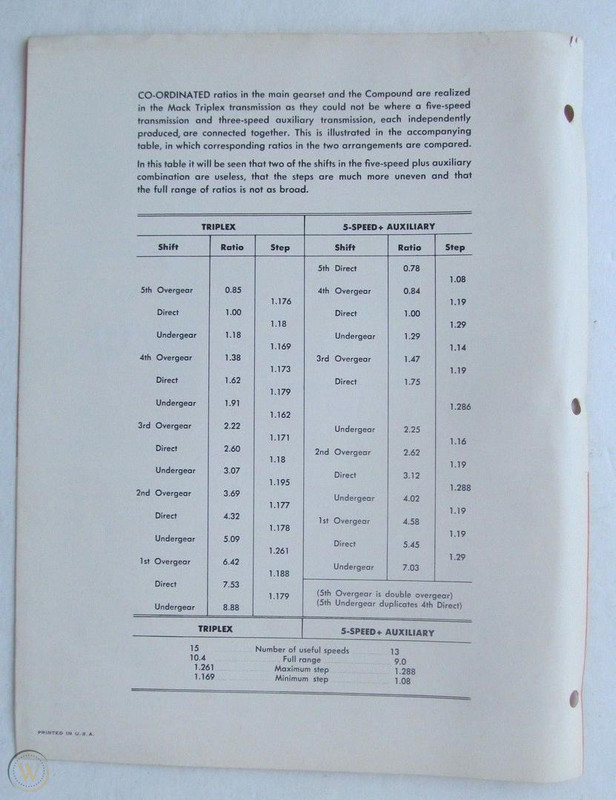 CO-ORDINATED ratios in the main gearset and the Compound are realized
in the Mack Triplex transmission as they could not be where a five-speed
transmission and three-speed auxiliary transmission, each independently
produced, are connected together. This is illustrated in the accompanying
table, in which corresponding ratios in the two arrangements are compared.
In this table it will be seen that two of the shifts in the five-speed plus auxiliary
combination are useless, that the steps are much more uneven and that
the full range of ratios is not as broad.
TRIPLEX 5-SPEED+ AUXILIARY
Shift Ratio Step Shift Ratio Step
5th Direct 0.78
1.08
5th Overgear 0.85 4th Overgear 0.84
1.176 1.19
Direct 1.00 Direct 1.00
1.18 1.29
Undergear 1.18 Undergear 1.29
1.169 1.14
4th Overgear 1.38 3rd Overgear 1.47
1.173 1.19
Direct 1.62 Direct 1.75
1.179
Undergear 1.91
1.162 1.286
3rd Overgear 2.22 Undergear 2.25
1.171 1.16
Direct 2.60 2nd Overgear 2.62
1.18 1.19
Undergear 3.07 Direct 3.12
1.195 1.288
2nd Overgear 3.69 Undergear 4.02
1.177 1.19
Direct 4.32 1st Overgear 4.58
1.178 1.19
Undergear 5.09 Direct 5.45
1.261 1.29
1st Overgear 6.42 Undergear 7.03
1.188
Direct 7.53
1.179 (5th Overgear is double overgear)
Undergear 8.88 (5th Undergear duplicates 4th Direct)
TRIPLEX 5-SPEED+ AUXILIARY
15 Number of useful speeds 13
10.4 Full range 9.0
1.261 Maximum step 1.288
1.169 Minimum step 1.08
PRINTED IN U.S.A.
W